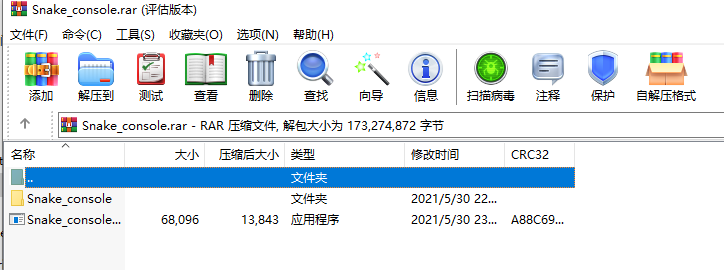 Snake_console.rar (评估版本)
文件(F) 命令(C) 工具(S) 收藏夹(O) 选项(N) 帮助(H)
添加 解压到 测试 查看 删除 查找 向导 信息 扫描病毒 注释 保护 自解压格式
Snake_console.rar - RAR 压缩文件, 解包大小为 173,274,872 字节
名称 大小 压缩后大小 类型 修改时间 CRC32
.. 文件夹
Snake_console 文件夹 2021/5/30 22...
Snake_console... 68,096 13,843 应用程序 2021/5/30 23... A88C69...